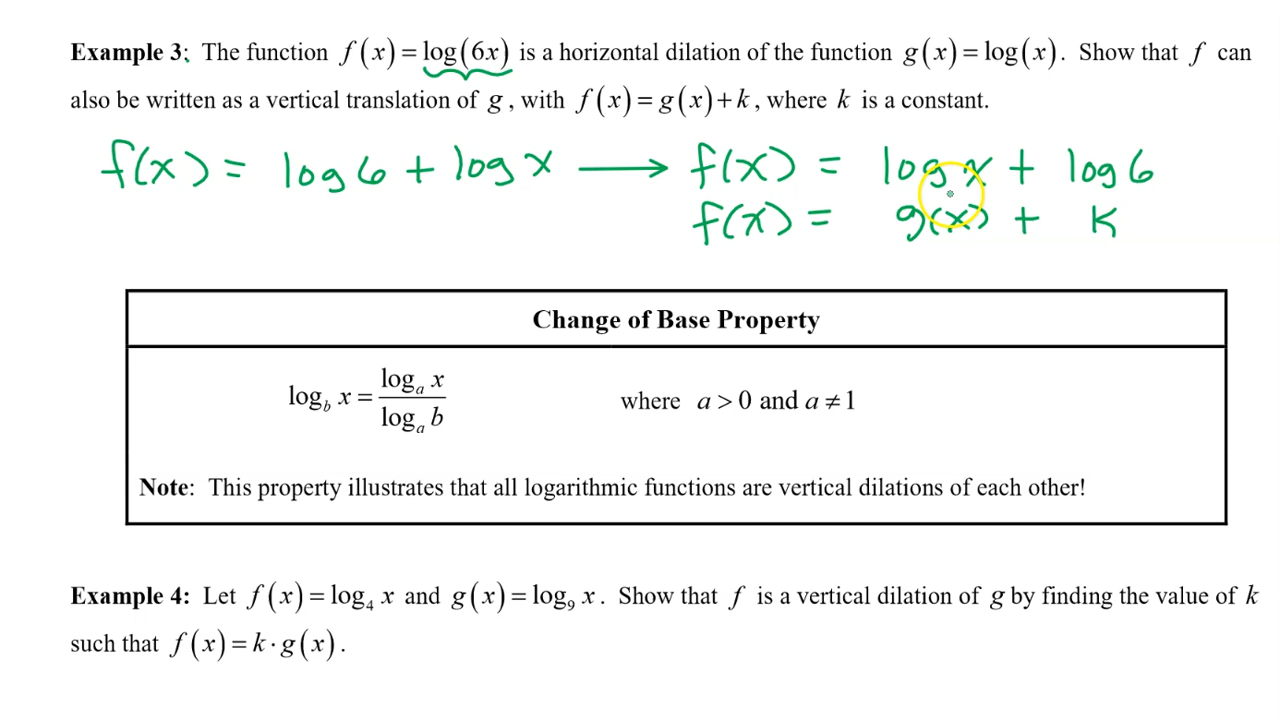 Example 3: The function f(x) = log(6x) is a horizontal dilation of the function g(x) = log(x). Show that f can
also be written as a vertical translation of g, with f(x) = g(x) + k, where k is a constant.
f(x) = log 6 + log x ⟶ f(x) = log x + log 6
f(x) = g(x) + K
Change of Base Property
log_b x = (log_a x)/(log_a b) where a > 0 and a ≠ 1
Note: This property illustrates that all logarithmic functions are vertical dilations of each other!
Example 4: Let f(x) = log₄ x and g(x) = log₉ x. Show that f is a vertical dilation of g by finding the value of k
such that f(x) = k · g(x).